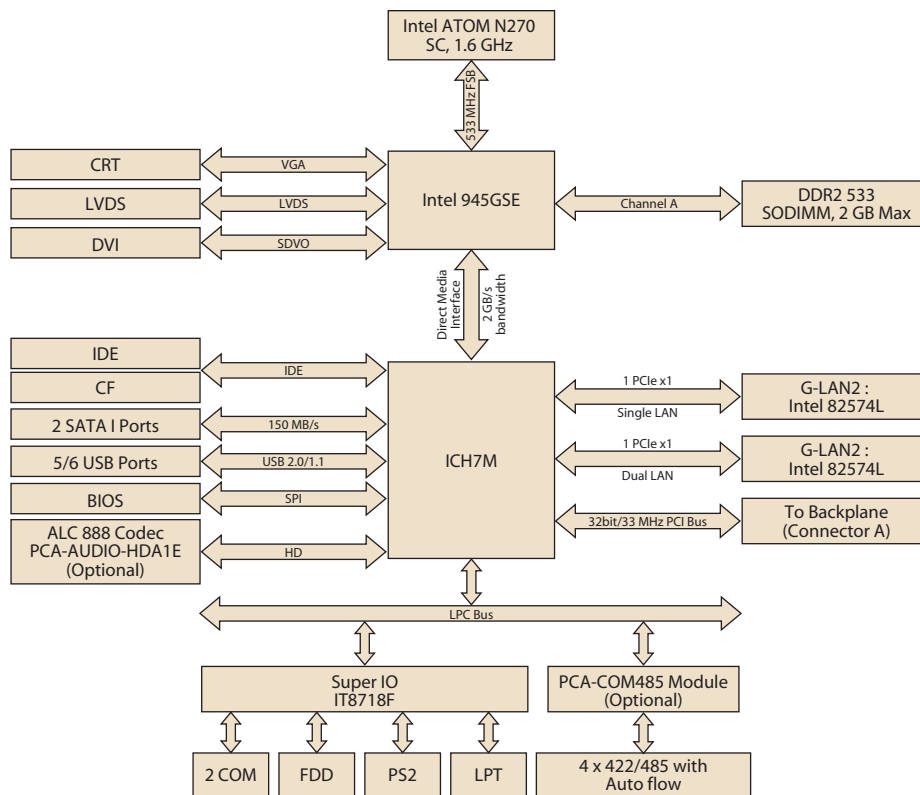 Intel ATOM N270
SC, 1.6 GHz
533 MHz FSB
CRT
VGA
LVDS
LVDS
DVI
SDVO
Intel 945GSE
Channel A
DDR2 533
SODIMM, 2 GB Max
Direct Media
Interface
2 GB/s
bandwidth
IDE
CF
IDE
2 SATA I Ports
150 MB/s
5/6 USB Ports
USB 2.0/1.1
BIOS
SPI
ALC 888 Codec
PCA-AUDIO-HDA1E
(Optional)
HD
ICH7M
1 PCIe x1
Single LAN
G-LAN2 :
Intel 82574L
1 PCIe x1
Dual LAN
G-LAN2 :
Intel 82574L
32bit/33 MHz PCI Bus
To Backplane
(Connector A)
LPC Bus
Super IO
IT8718F
PCA-COM485 Module
(Optional)
2 COM
FDD
PS2
LPT
4 x 422/485 with
Auto flow